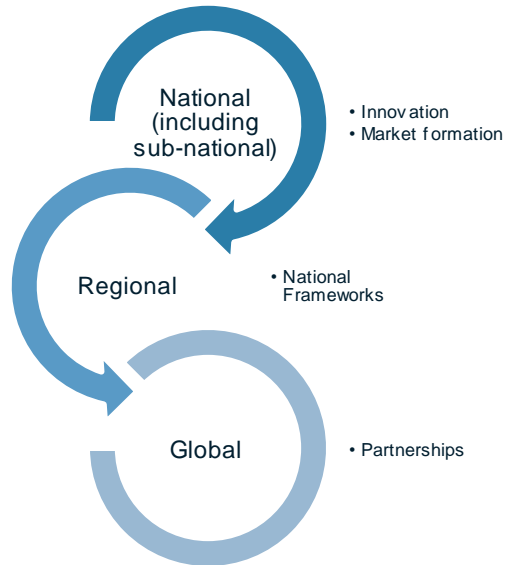 National
(including
sub-national)
• Innovation
• Market formation
Regional
• National
Frameworks
Global
• Partnerships